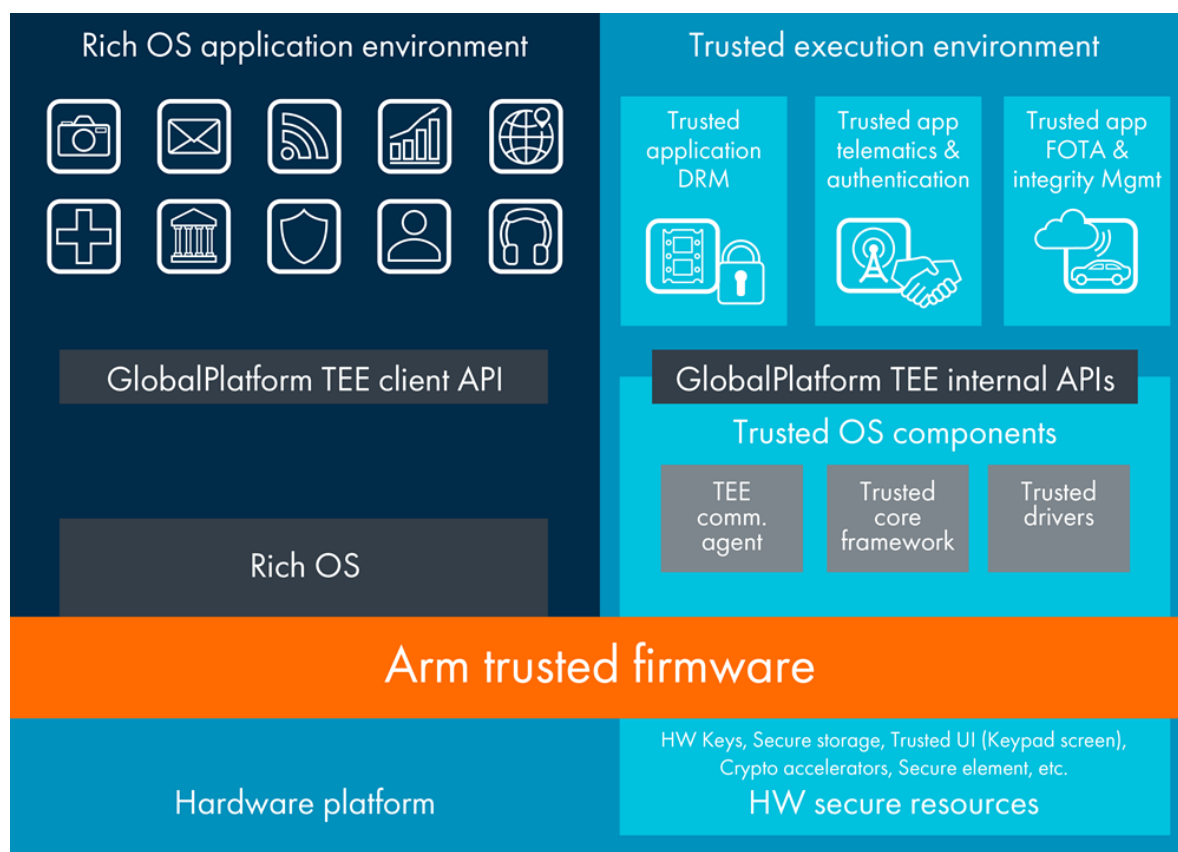 Rich OS application environment
Trusted execution environment
Trusted
application
DRM
Trusted app
telematics &
authentication
Trusted app
FOTA &
integrity Mgmt
GlobalPlatform TEE client API
GlobalPlatform TEE internal APIs
Trusted OS components
TEE
comm.
agent
Trusted
core
framework
Trusted
drivers
Rich OS
Arm trusted firmware
HW Keys, Secure storage, Trusted UI (Keypad screen),
Crypto accelerators, Secure element, etc.
Hardware platform
HW secure resources